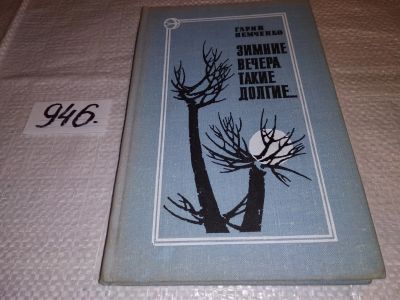 946.
ГАРИЙ
НЕМЧЕНКО
ЗИМНИЕ
ВЕЧЕРА
ТАКИЕ
ДОЛГИЕ...